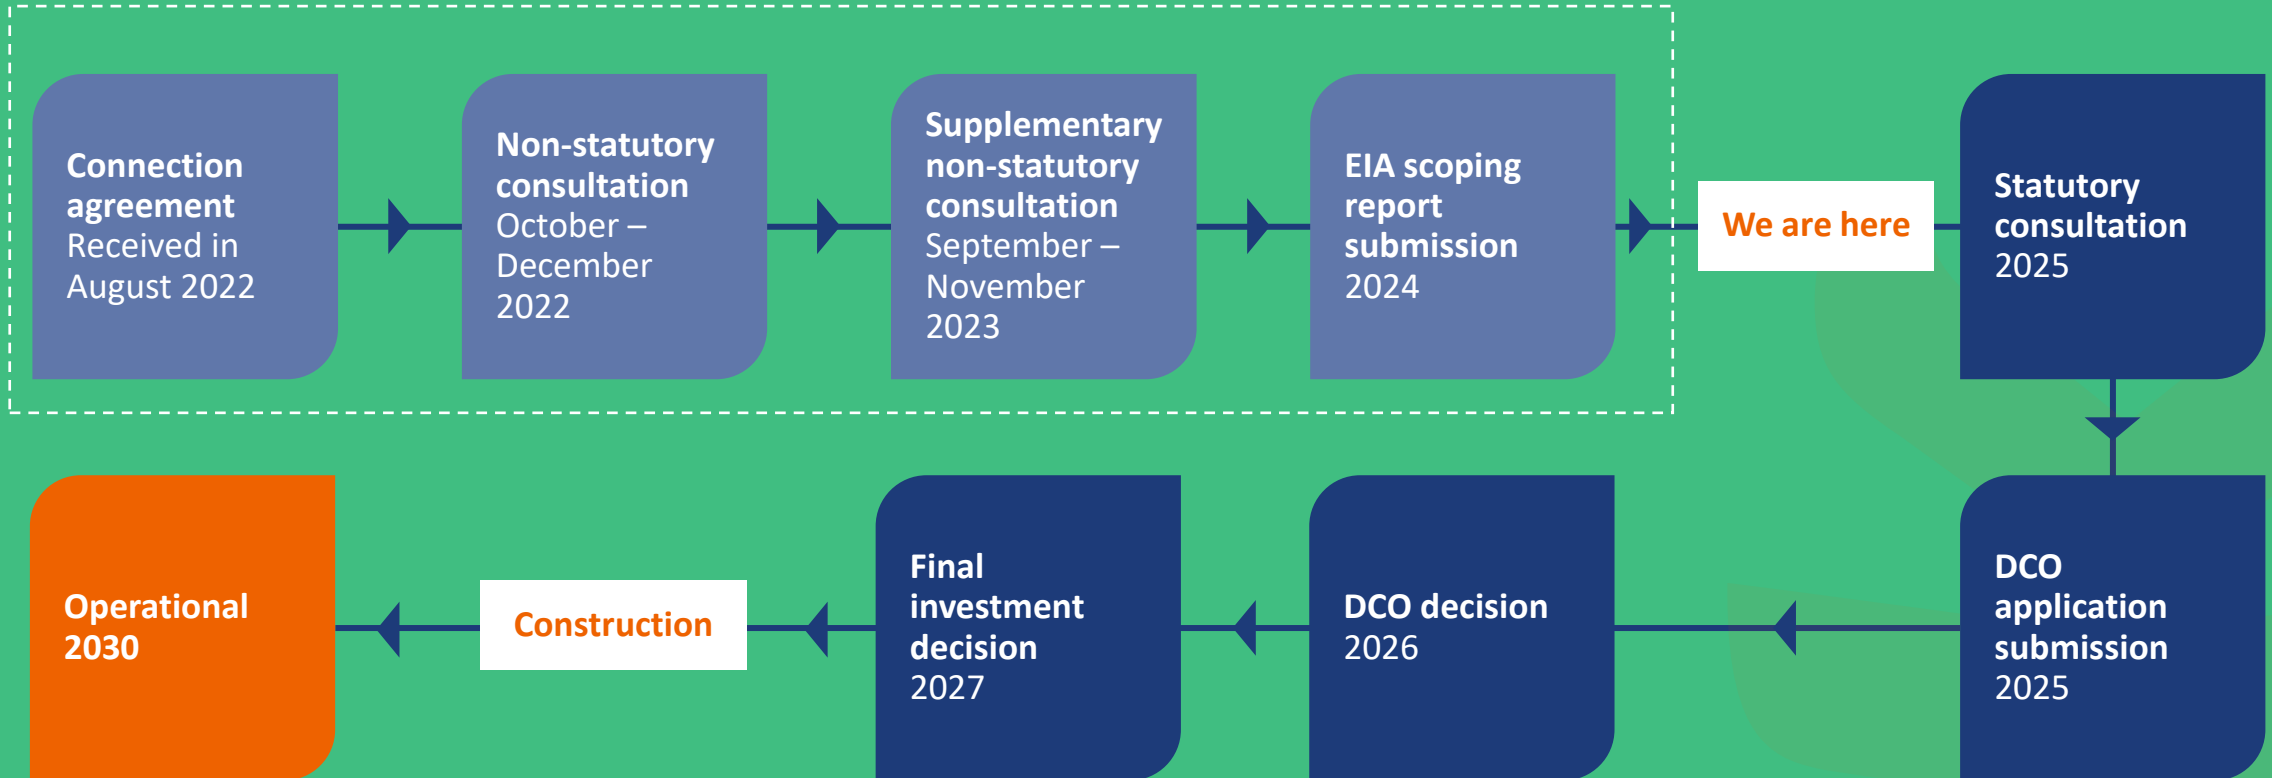 Connection
agreement
Received in
August 2022
Non-statutory
consultation
October –
December
2022
Supplementary
non-statutory
consultation
September –
November
2023
EIA scoping
report
submission
2024
We are here
Statutory
consultation
2025
DCO
application
submission
2025
DCO decision
2026
Final
investment
decision
2027
Construction
Operational
2030